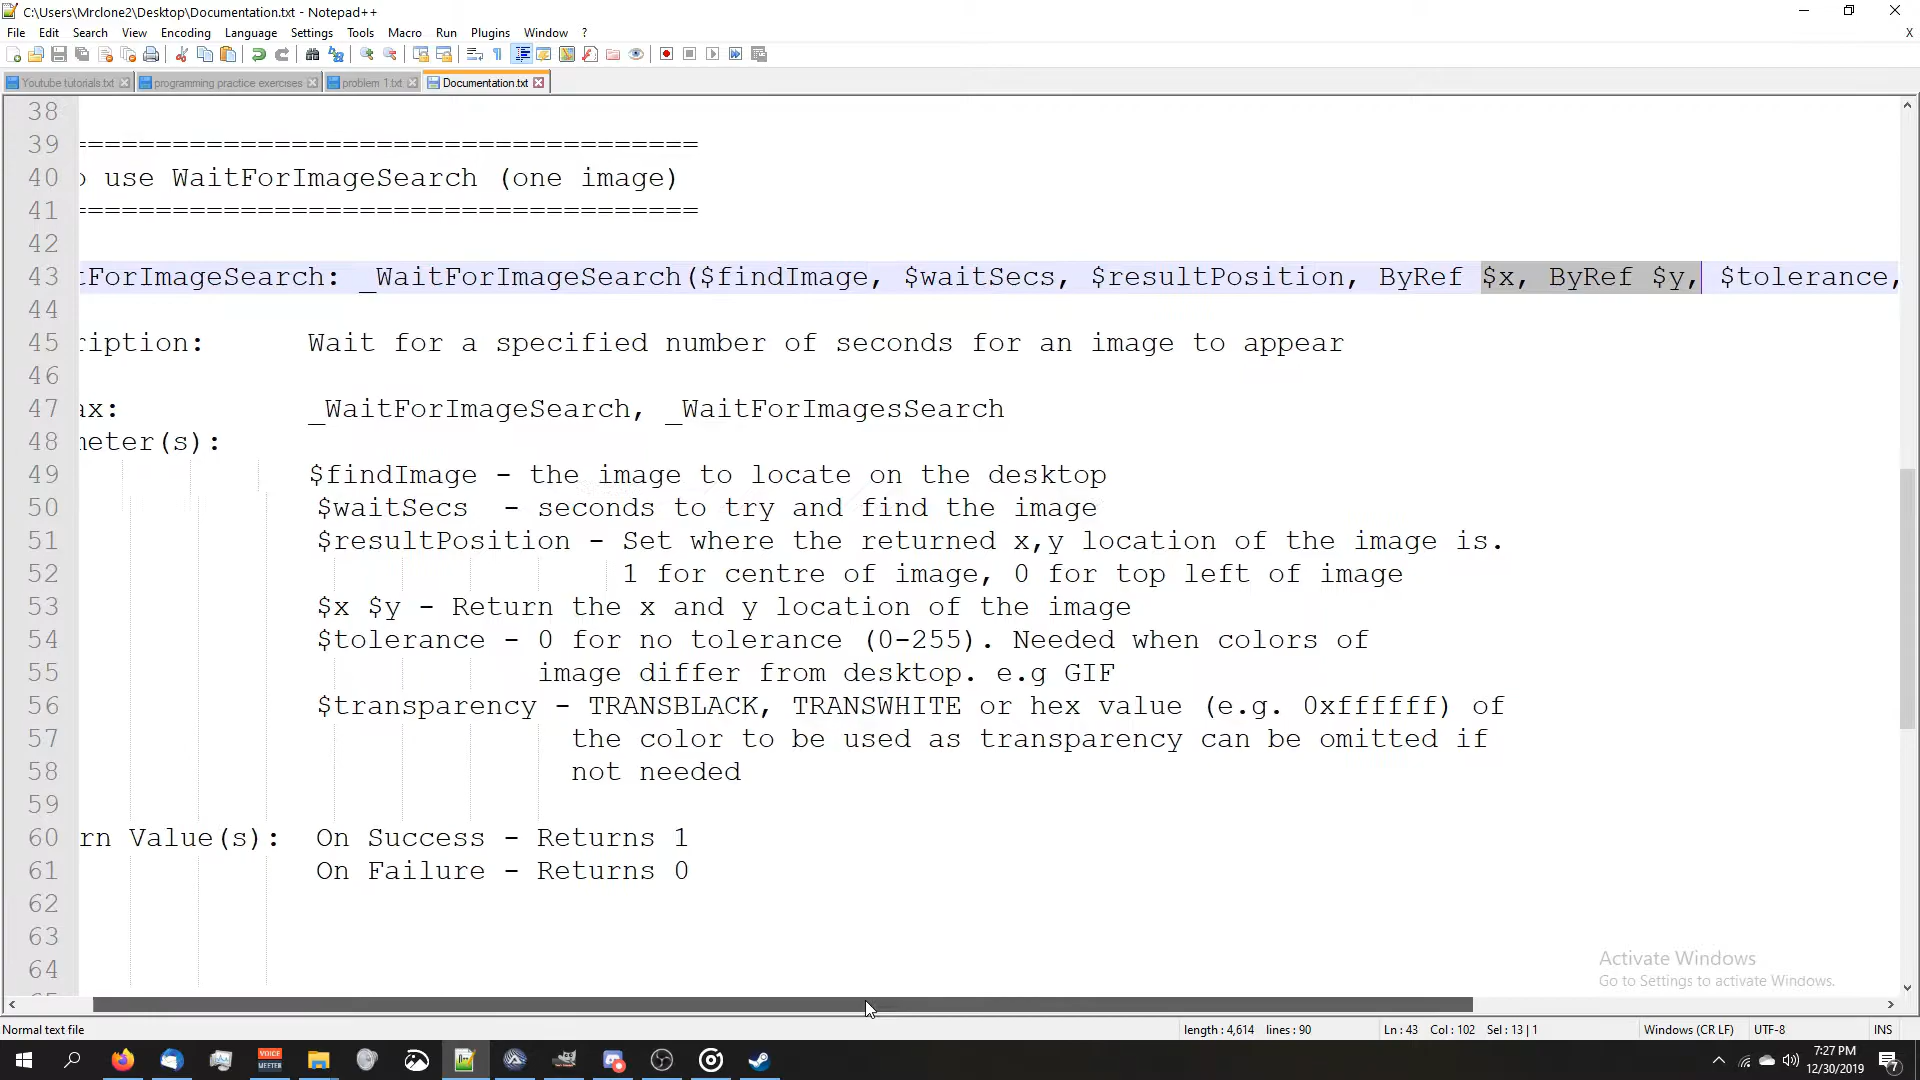 C:\Users\Mrclone2\Desktop\Documentation.txt - Notepad++
File Edit Search View Encoding Language Settings Tools Macro Run Plugins Window ? X
Youtube tutorials.txt programming practice exercises problem 1.txt Documentation.txt
38
39 =====================================
40 o use WaitForImageSearch (one image)
41 =====================================
42
43 tForImageSearch: _WaitForImageSearch($findImage, $waitSecs, $resultPosition, ByRef $x, ByRef $y, $tolerance,
44
45 ription: Wait for a specified number of seconds for an image to appear
46
47 ax: _WaitForImageSearch, _WaitForImagesSearch
48 meter(s):
49 $findImage - the image to locate on the desktop
50 $waitSecs - seconds to try and find the image
51 $resultPosition - Set where the returned x,y location of the image is.
52 1 for centre of image, 0 for top left of image
53 $x $y - Return the x and y location of the image
54 $tolerance - 0 for no tolerance (0-255). Needed when colors of
55 image differ from desktop. e.g GIF
56 $transparency - TRANSBLACK, TRANSWHITE or hex value (e.g. 0xffffff) of
57 the color to be used as transparency can be omitted if
58 not needed
59
60 rn Value(s): On Success - Returns 1
61 On Failure - Returns 0
62
63
64
Activate Windows
Go to Settings to activate Windows.
Normal text file length : 4,614 lines : 90 Ln : 43 Col : 102 Sel : 13 | 1 Windows (CR LF) UTF-8 INS
VOICE
MEETER
7:27 PM
12/30/2019
7